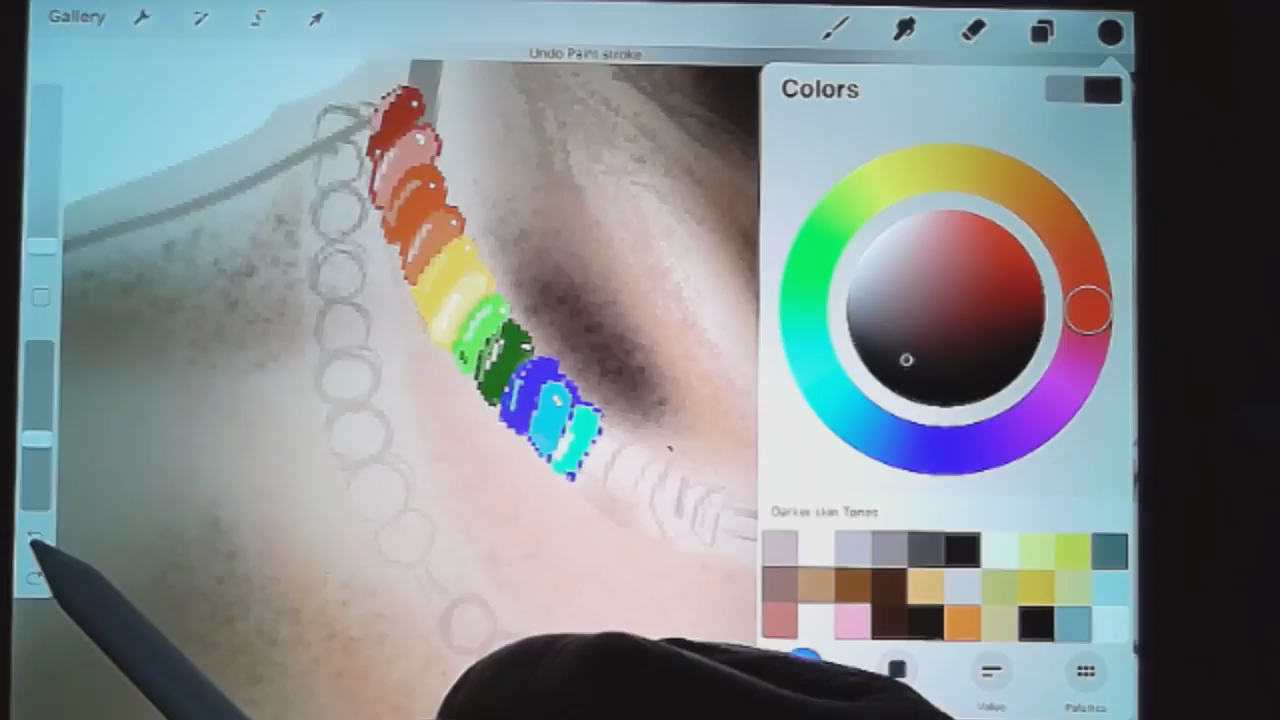 Gallery
Undo Paint stroke
Colors
Darker skin Tones
Value
Palettes